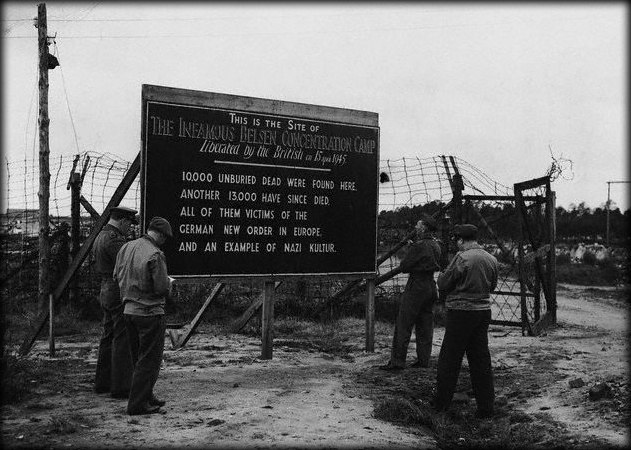 THIS IS THE SITE OF
THE INFAMOUS BELSEN CONCENTRATION CAMP
Liberated by the British on 15 April 1945.
10,000 UNBURIED DEAD WERE FOUND HERE,
ANOTHER 13,000 HAVE SINCE DIED,
ALL OF THEM VICTIMS OF THE
GERMAN NEW ORDER IN EUROPE,
AND AN EXAMPLE OF NAZI KULTUR.